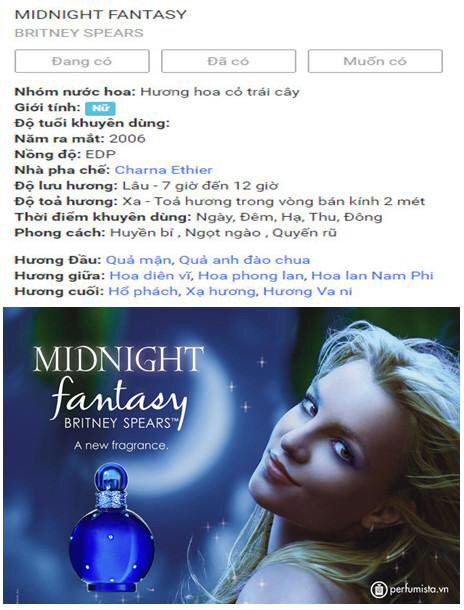 MIDNIGHT FANTASY
BRITNEY SPEARS
Đang có
Đã có
Muốn có
Nhóm nước hoa: Hương hoa cỏ trái cây
Giới tính: Nữ
Độ tuổi khuyên dùng:
Năm ra mắt: 2006
Nồng độ: EDP
Nhà pha chế: Charna Ethier
Độ lưu hương: Lâu - 7 giờ đến 12 giờ
Độ toả hương: Xa - Toả hương trong vòng bán kính 2 mét
Thời điểm khuyên dùng: Ngày, Đêm, Hạ, Thu, Đông
Phong cách: Huyền bí , Ngọt ngào , Quyến rũ
Hương Đầu: Quả mận, Quả anh đào chua
Hương giữa: Hoa diên vĩ, Hoa phong lan, Hoa lan Nam Phi
Hương cuối: Hổ phách, Xạ hương, Hương Va ni
MIDNIGHT
fantasy
BRITNEY SPEARS™
A new fragrance.
perfumista.vn